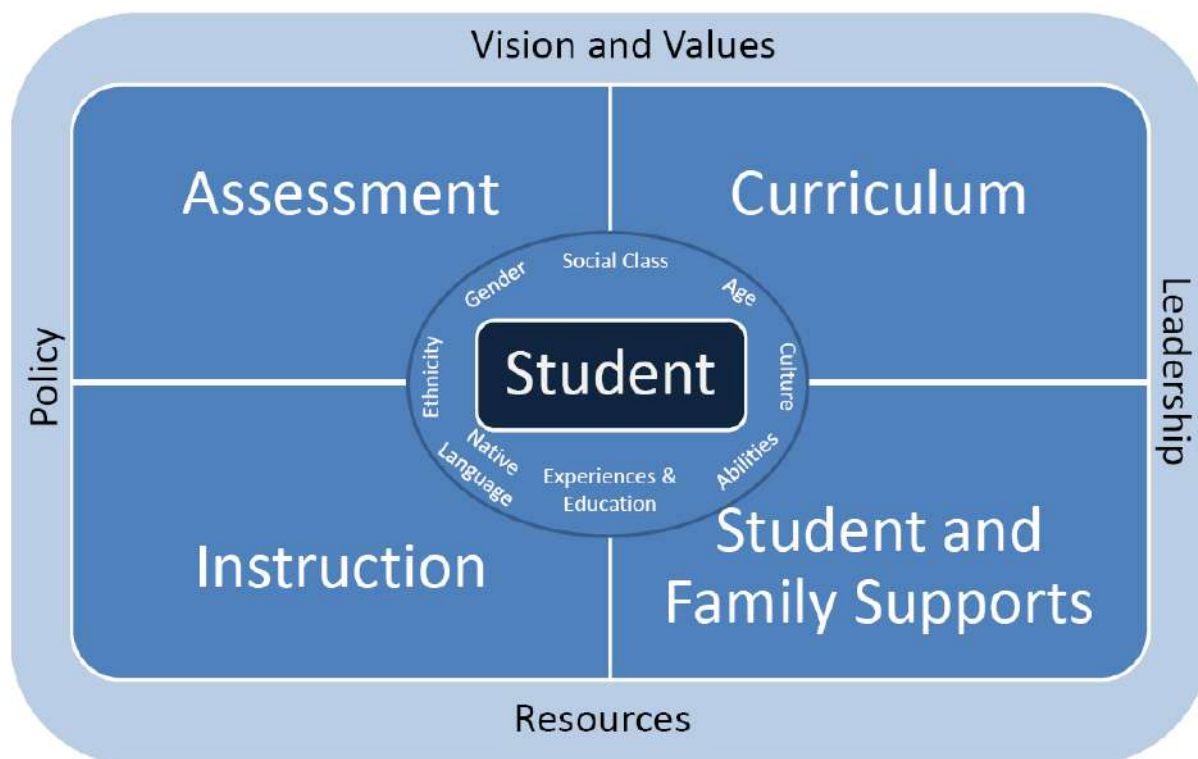 Vision and Values
Assessment
Curriculum
Social Class
Gender
Age
Policy
Ethnicity
Student
Culture
Leadership
Native
Language
Experiences &
Education
Abilities
Instruction
Student and
Family Supports
Resources